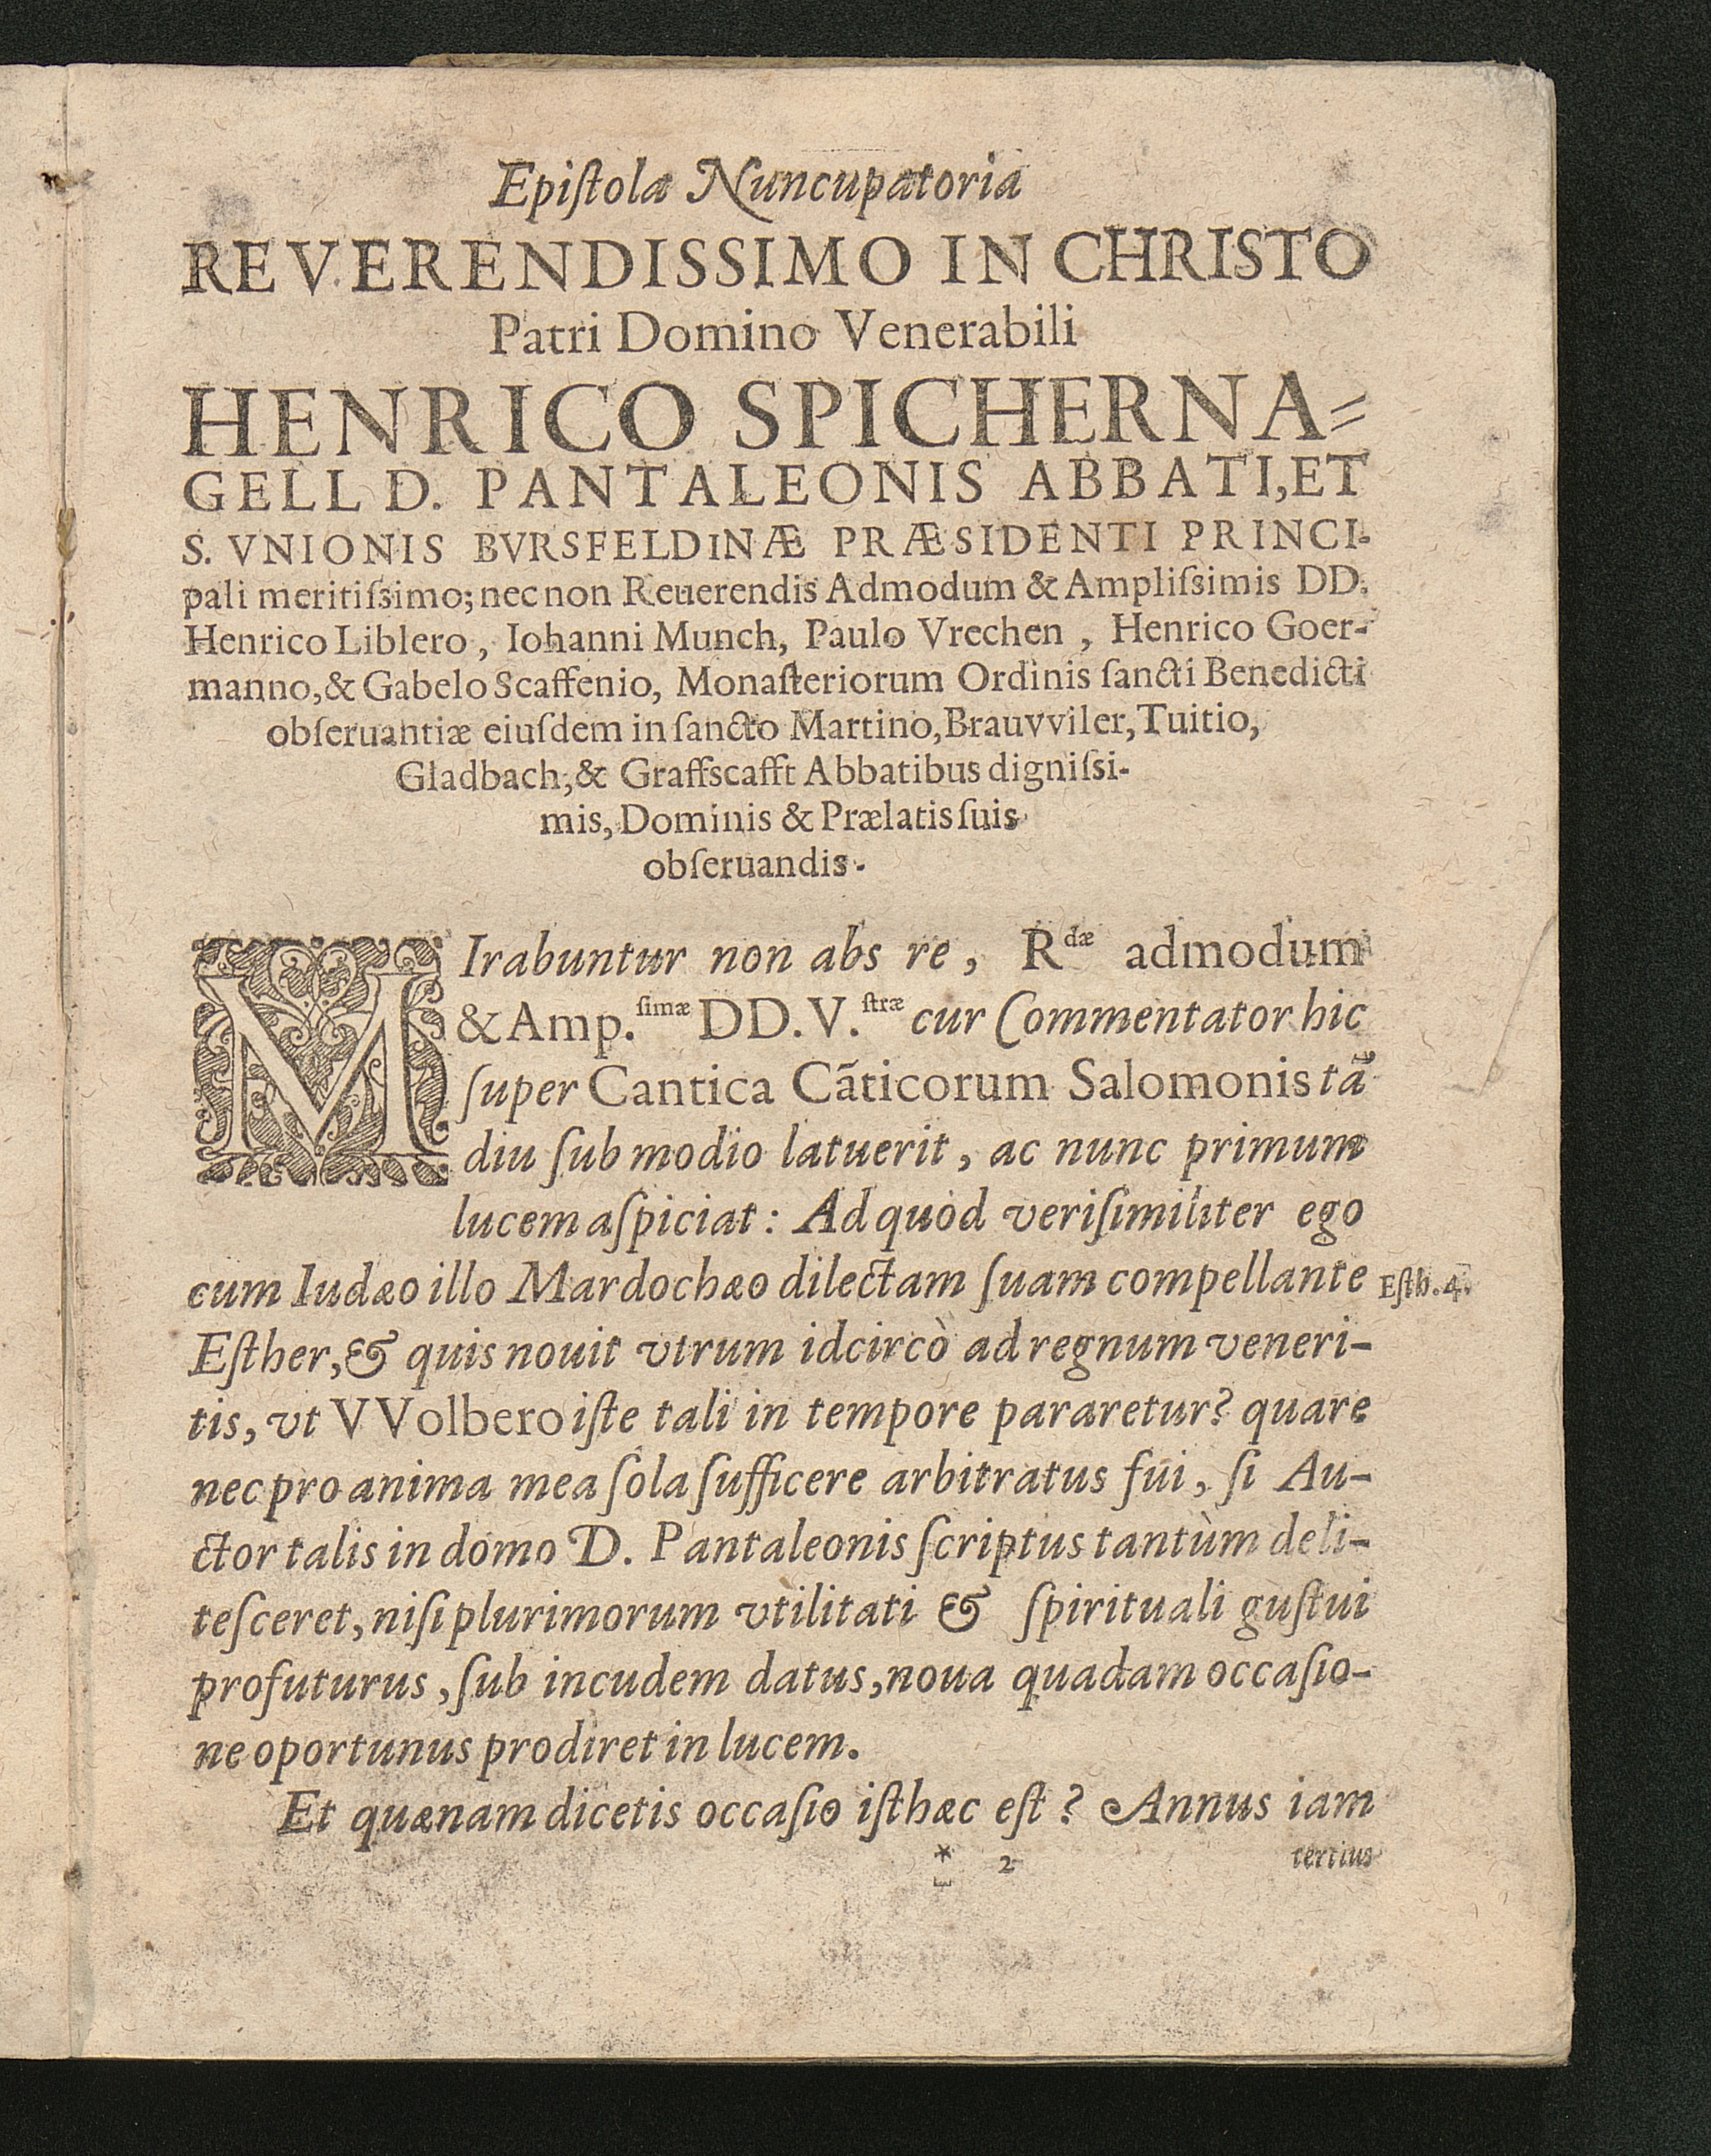 Epiſtola Nuncupatoria
REVERENDISSIMO IN CHRISTO
Patri Domino Venerabili
HENRICO SPICHERNA⸗
GELL D. PANTALEONIS ABBATI, ET
S. VNIONIS BVRSFELDINÆ PRÆSIDENTI PRINCI-
pali meritiſsimo; necnon Reuerendis Admodum & Ampliſsimis DD.
Henrico Liblero, Iohanni Munch, Paulo Vrechen, Henrico Goer-
manno, & Gabelo Scaffenio, Monaſteriorum Ordinis ſancti Benedicti
obſeruantiæ eiuſdem in ſancto Martino, Brauvviler, Tuitio,
Gladbach, & Graffscafft Abbatibus digniſsi-
mis, Dominis & Prælatis ſuis
obſeruandis.
MIrabuntur non abs re, Rdæ admodum
& Amp.ſimæ DD. V.ſtræ cur Commentator hic
ſuper Cantica Cãticorum Salomonis tã
diu ſub modio latuerit, ac nunc primum
lucem aſpiciat: Ad quòd veriſimiliter ego
cum Iudæo illo Mardochæo dilectam ſuam compellante Eſth. 4.
Eſther, & quis nouit vtrum idcircò ad regnum veneri-
tis, vt VVolbero iſte tali in tempore pararetur? quare
nec pro anima mea ſola ſufficere arbitratus fui, ſi Au-
ctor talis in domo D. Pantaleonis ſcriptus tantùm deli-
teſceret, niſi plurimorum vtilitati & ſpirituali guſtui
profuturus, ſub incudem datus, noua quadam occaſio-
ne oportunus prodiret in lucem.
Et quænam dicetis occaſio iſthæc eſt? Annus iam
* 2 tertius